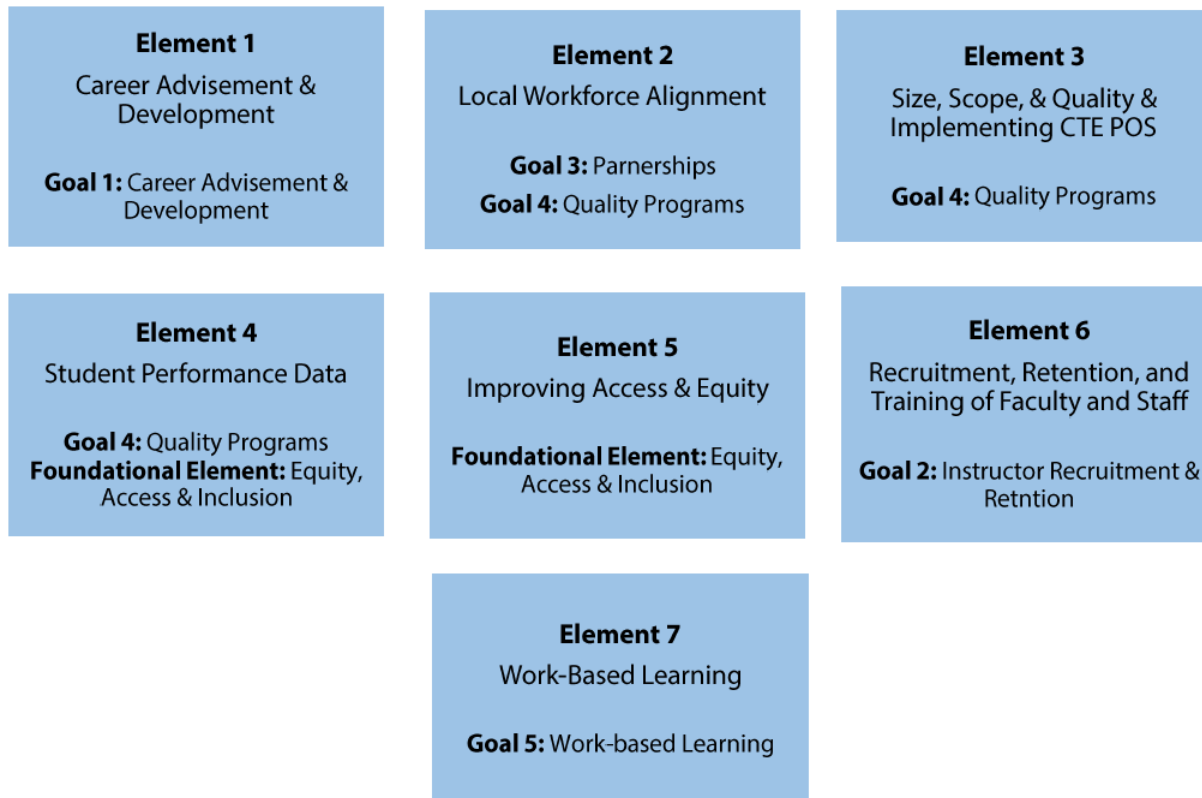 Element 1
Career Advisement &
Development
Goal 1: Career Advisement &
Development
Element 2
Local Workforce Alignment
Goal 3: Parnerships
Goal 4: Quality Programs
Element 3
Size, Scope, & Quality &
Implementing CTE POS
Goal 4: Quality Programs
Element 4
Student Performance Data
Goal 4: Quality Programs
Foundational Element: Equity,
Access & Inclusion
Element 5
Improving Access & Equity
Foundational Element: Equity,
Access & Inclusion
Element 6
Recruitment, Retention, and
Training of Faculty and Staff
Goal 2: Instructor Recruitment &
Retntion
Element 7
Work-Based Learning
Goal 5: Work-based Learning